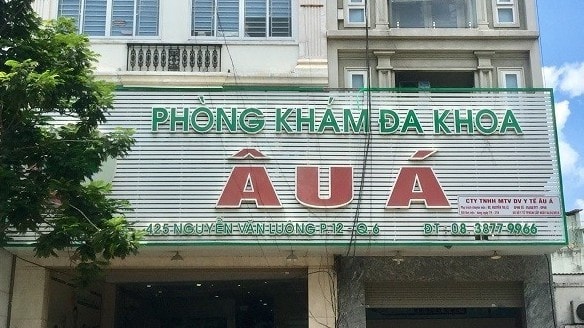 PHÒNG KHÁM ĐA KHOA
ÂU Á
CTY TNHH MTV DV Y TẾ ÂU Á
425 NGUYỄN VĂN LUÔNG P.12 - Q.6 ĐT : 08. 3877 9966